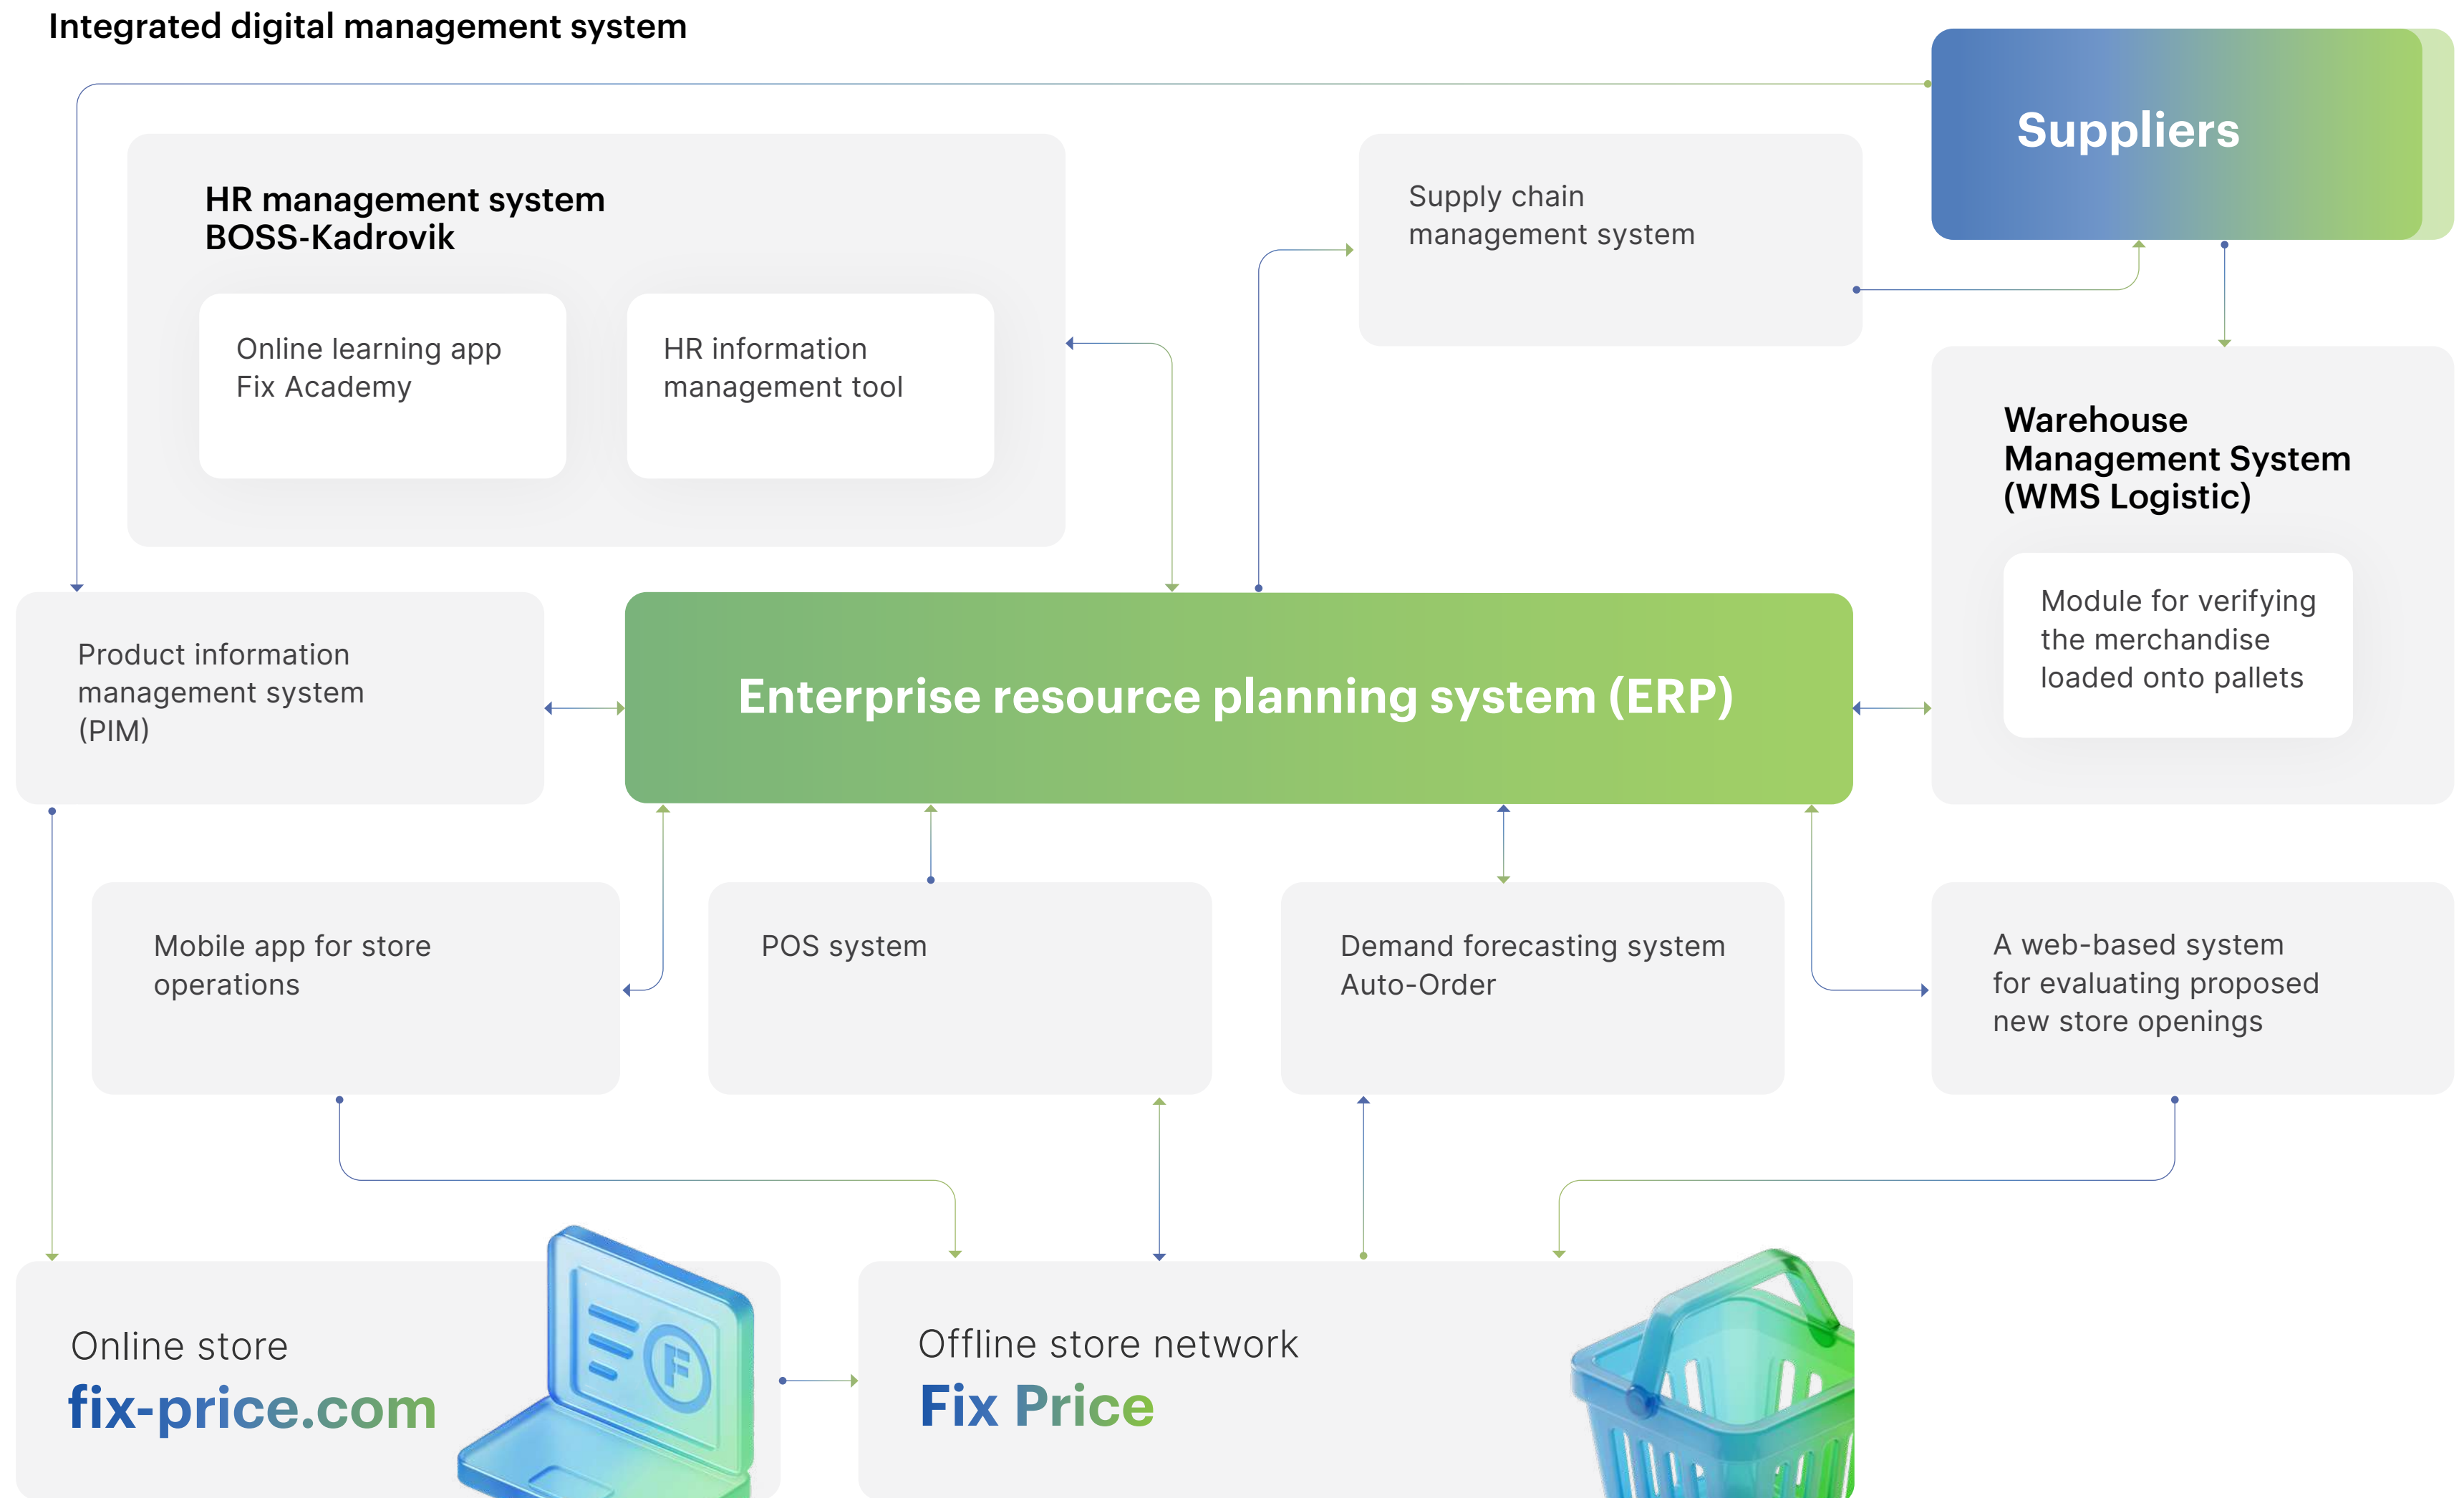 Integrated digital management system
Suppliers
HR management system
BOSS-Kadrovik
Online learning app
Fix Academy
HR information
management tool
Supply chain
management system
Warehouse
Management System
(WMS Logistic)
Module for verifying
the merchandise
loaded onto pallets
Product information
management system
(PIM)
Enterprise resource planning system (ERP)
Mobile app for store
operations
POS system
Demand forecasting system
Auto-Order
A web-based system
for evaluating proposed
new store openings
Online store
fix-price.com
F
Offline store network
Fix Price